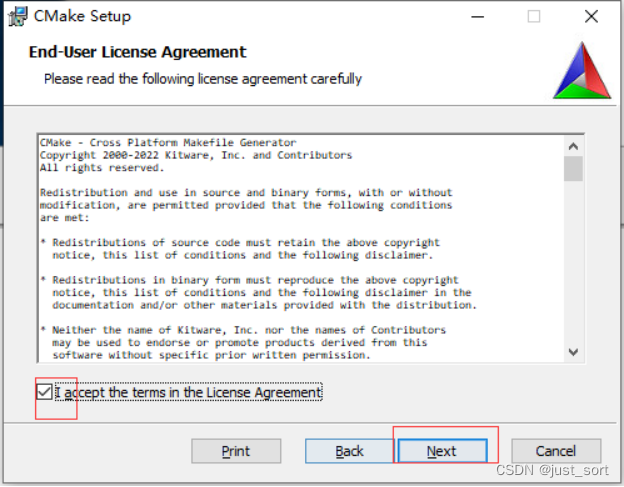 CMake Setup
End-User License Agreement
Please read the following license agreement carefully
CMake - Cross Platform Makefile Generator
Copyright 2000-2022 Kitware, Inc. and Contributors
All rights reserved.
Redistribution and use in source and binary forms, with or without
modification, are permitted provided that the following conditions
are met:
* Redistributions of source code must retain the above copyright
notice, this list of conditions and the following disclaimer.
* Redistributions in binary form must reproduce the above copyright
notice, this list of conditions and the following disclaimer in the
documentation and/or other materials provided with the distribution.
* Neither the name of Kitware, Inc. nor the names of Contributors
may be used to endorse or promote products derived from this
software without specific prior written permission.
I accept the terms in the License Agreement
Print Back Next Cancel
CSDN @just_sort